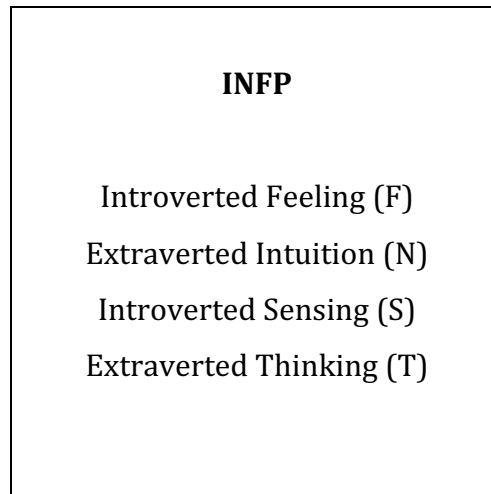 INFP
Introverted Feeling (F)
Extraverted Intuition (N)
Introverted Sensing (S)
Extraverted Thinking (T)